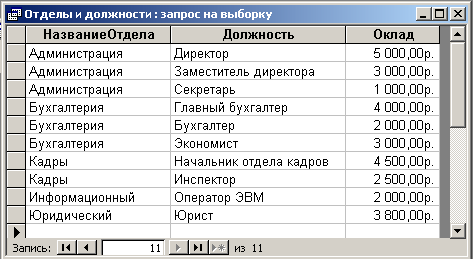 Отделы и должности : запрос на выборку
НазваниеОтдела Должность Оклад
Администрация Директор 5 000,00р.
Администрация Заместитель директора 3 000,00р.
Администрация Секретарь 1 000,00р.
Бухгалтерия Главный бухгалтер 4 000,00р.
Бухгалтерия Бухгалтер 2 000,00р.
Бухгалтерия Экономист 3 000,00р.
Кадры Начальник отдела кадров 4 500,00р.
Кадры Инспектор 2 500,00р.
Информационный Оператор ЭВМ 2 000,00р.
Юридический Юрист 3 800,00р.
Запись: 11 из 11